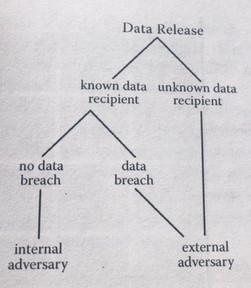 Data Release
known data
recipient
unknown data
recipient
no data
breach
data
breach
internal
adversary
external
adversary